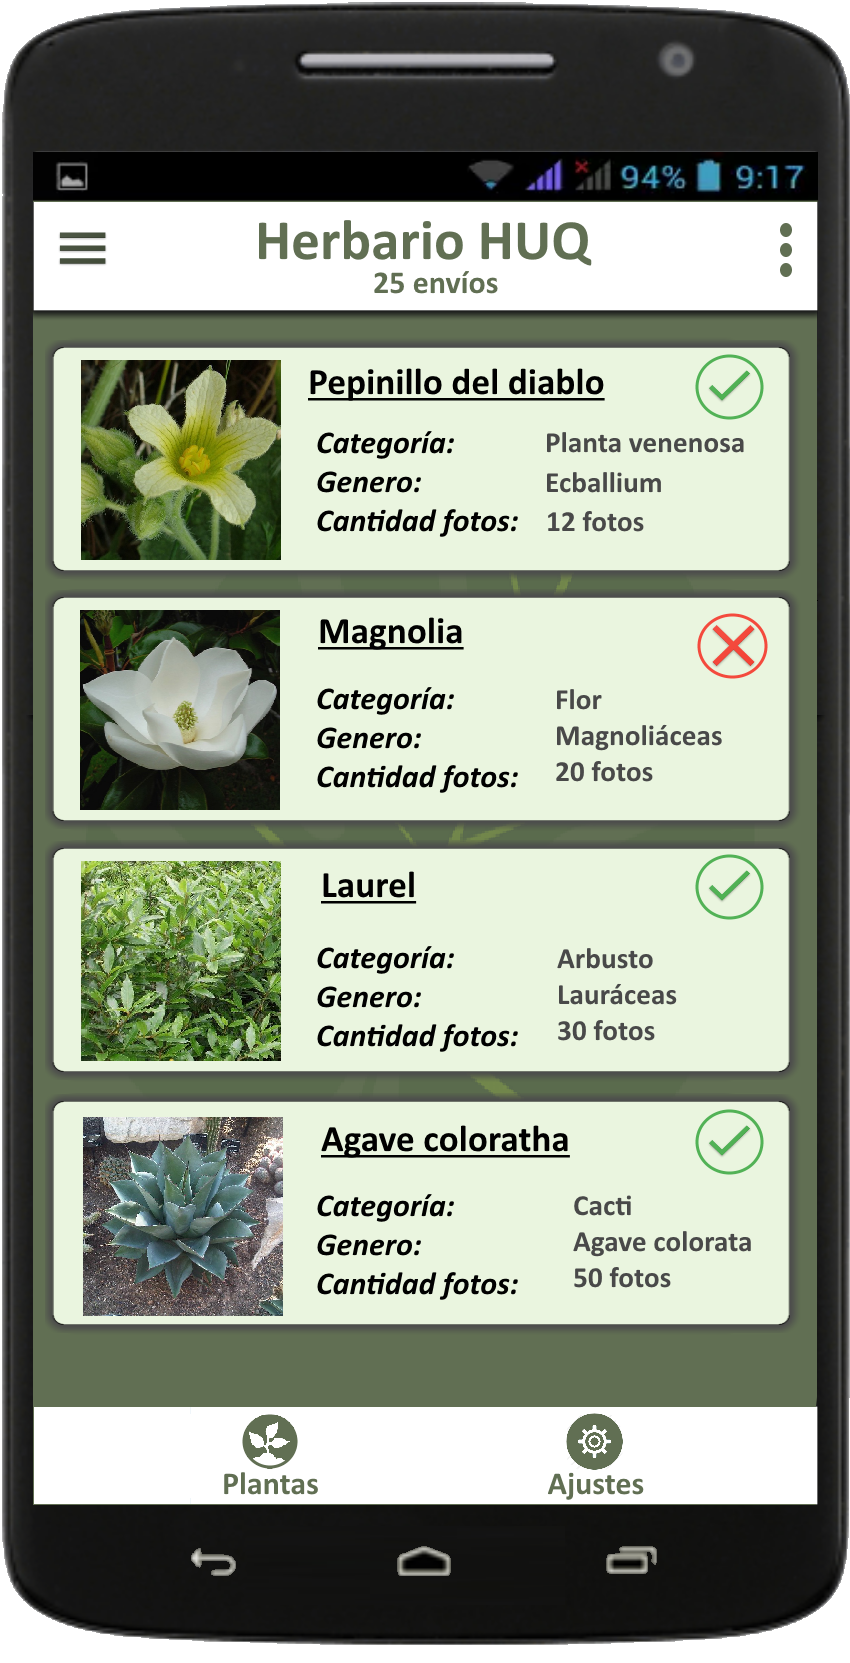 94% 9:17
Herbario HUQ
25 envíos
Pepinillo del diablo
Categoría: Planta venenosa
Genero: Ecballium
Cantidad fotos: 12 fotos
Magnolia
Categoría: Flor
Genero: Magnoliáceas
Cantidad fotos: 20 fotos
Laurel
Categoría: Arbusto
Genero: Lauráceas
Cantidad fotos: 30 fotos
Agave coloratha
Categoría: Cacti
Genero: Agave colorata
Cantidad fotos: 50 fotos
Plantas Ajustes